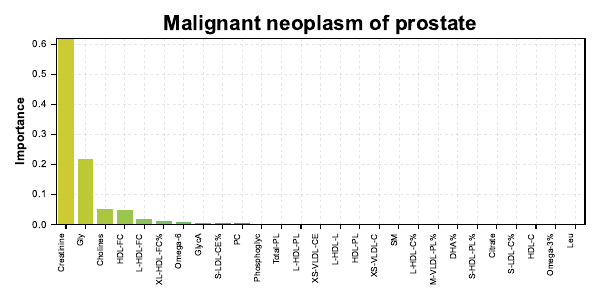 Malignant neoplasm of prostate
Importance
0.6
0.5
0.4
0.3
0.2
0.1
0.0
Creatinine
Gly
Cholines
HDL-FC
L-HDL-FC
XL-HDL-FC%
Omega-6
GlycA
S-LDL-CE%
PC
Phosphoglyc
Total-PL
L-HDL-PL
XS-VLDL-CE
L-HDL-L
HDL-PL
XS-VLDL-C
SM
L-HDL-C%
M-VLDL-PL%
DHA%
S-HDL-PL%
Citrate
S-LDL-C%
HDL-C
Omega-3%
Leu